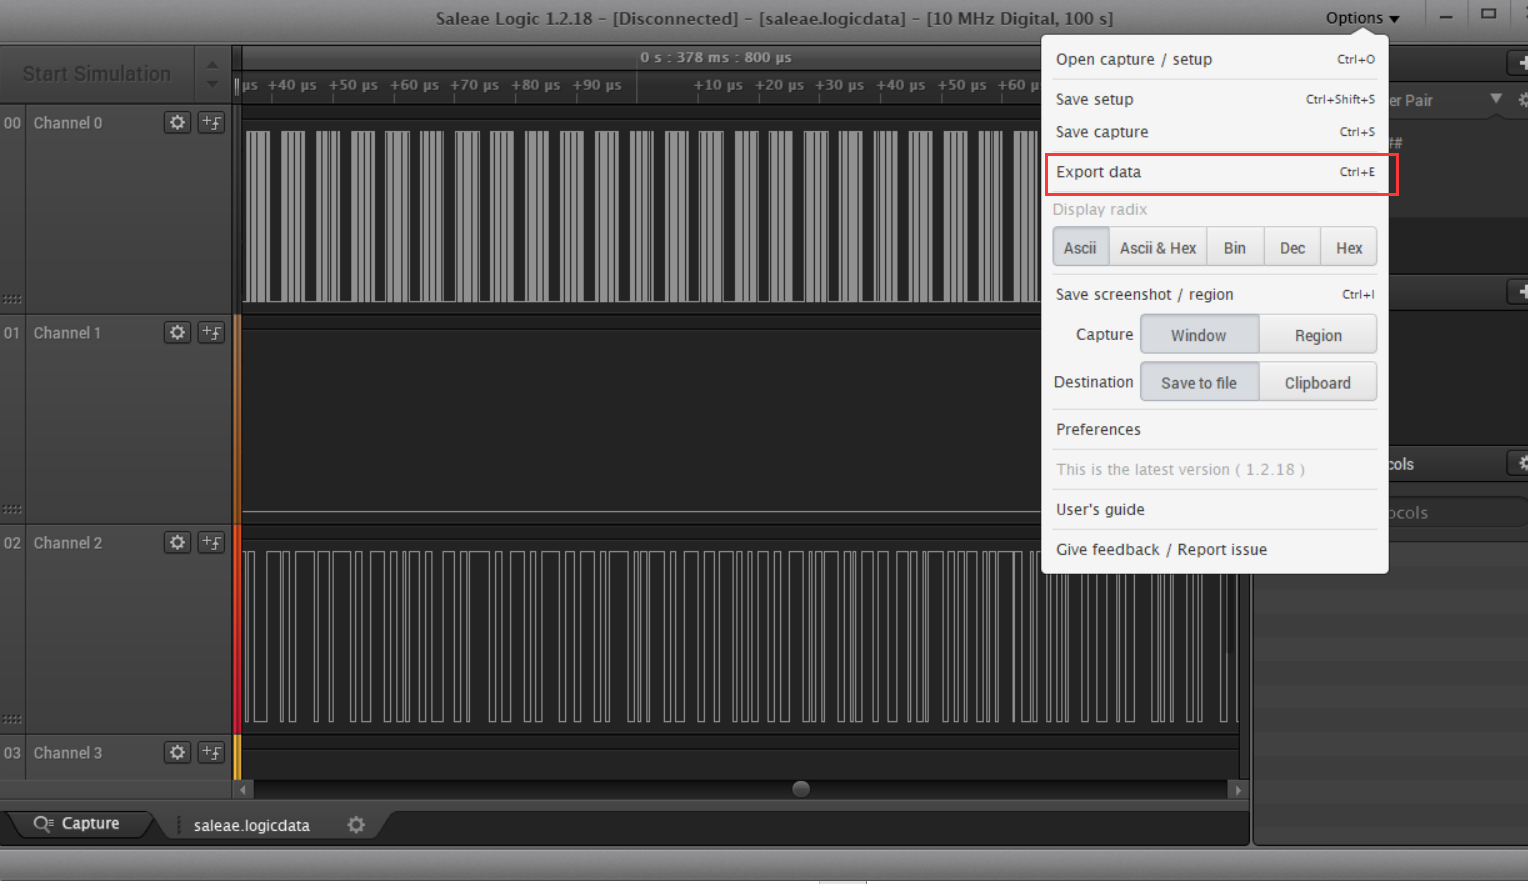 Saleae Logic 1.2.18 – [Disconnected] – [saleae.logicdata] – [10 MHz Digital, 100 s]
Options
Start Simulation
0 s : 378 ms : 800 µs
µs +40 µs +50 µs +60 µs +70 µs +80 µs +90 µs +10 µs +20 µs +30 µs +40 µs +50 µs +60 µ
Open capture / setup Ctrl+O
Save setup Ctrl+Shift+S
Save capture Ctrl+S
Export data Ctrl+E
Display radix
Ascii Ascii & Hex Bin Dec Hex
Save screenshot / region Ctrl+I
Capture Window Region
Destination Save to file Clipboard
Preferences
This is the latest version ( 1.2.18 )
User's guide
Give feedback / Report issue
er Pair
##
cols
ocols
00 Channel 0
01 Channel 1
02 Channel 2
03 Channel 3
Capture
saleae.logicdata